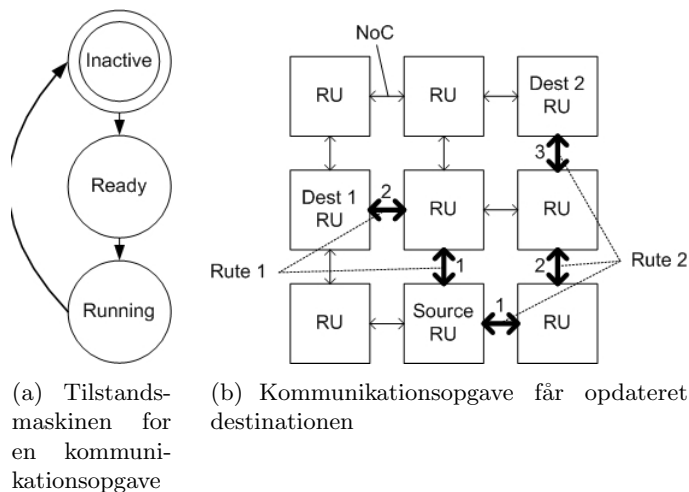 Inactive
Ready
Running
NoC
RU
RU
Dest 2
RU
3
Dest 1
RU
2
RU
RU
Rute 1
1
2
Rute 2
RU
Source
RU
1
RU
(a) Tilstands-
maskinen for
en kommuni-
kationsopgave
(b) Kommunikationsopgave får opdateret
destinationen